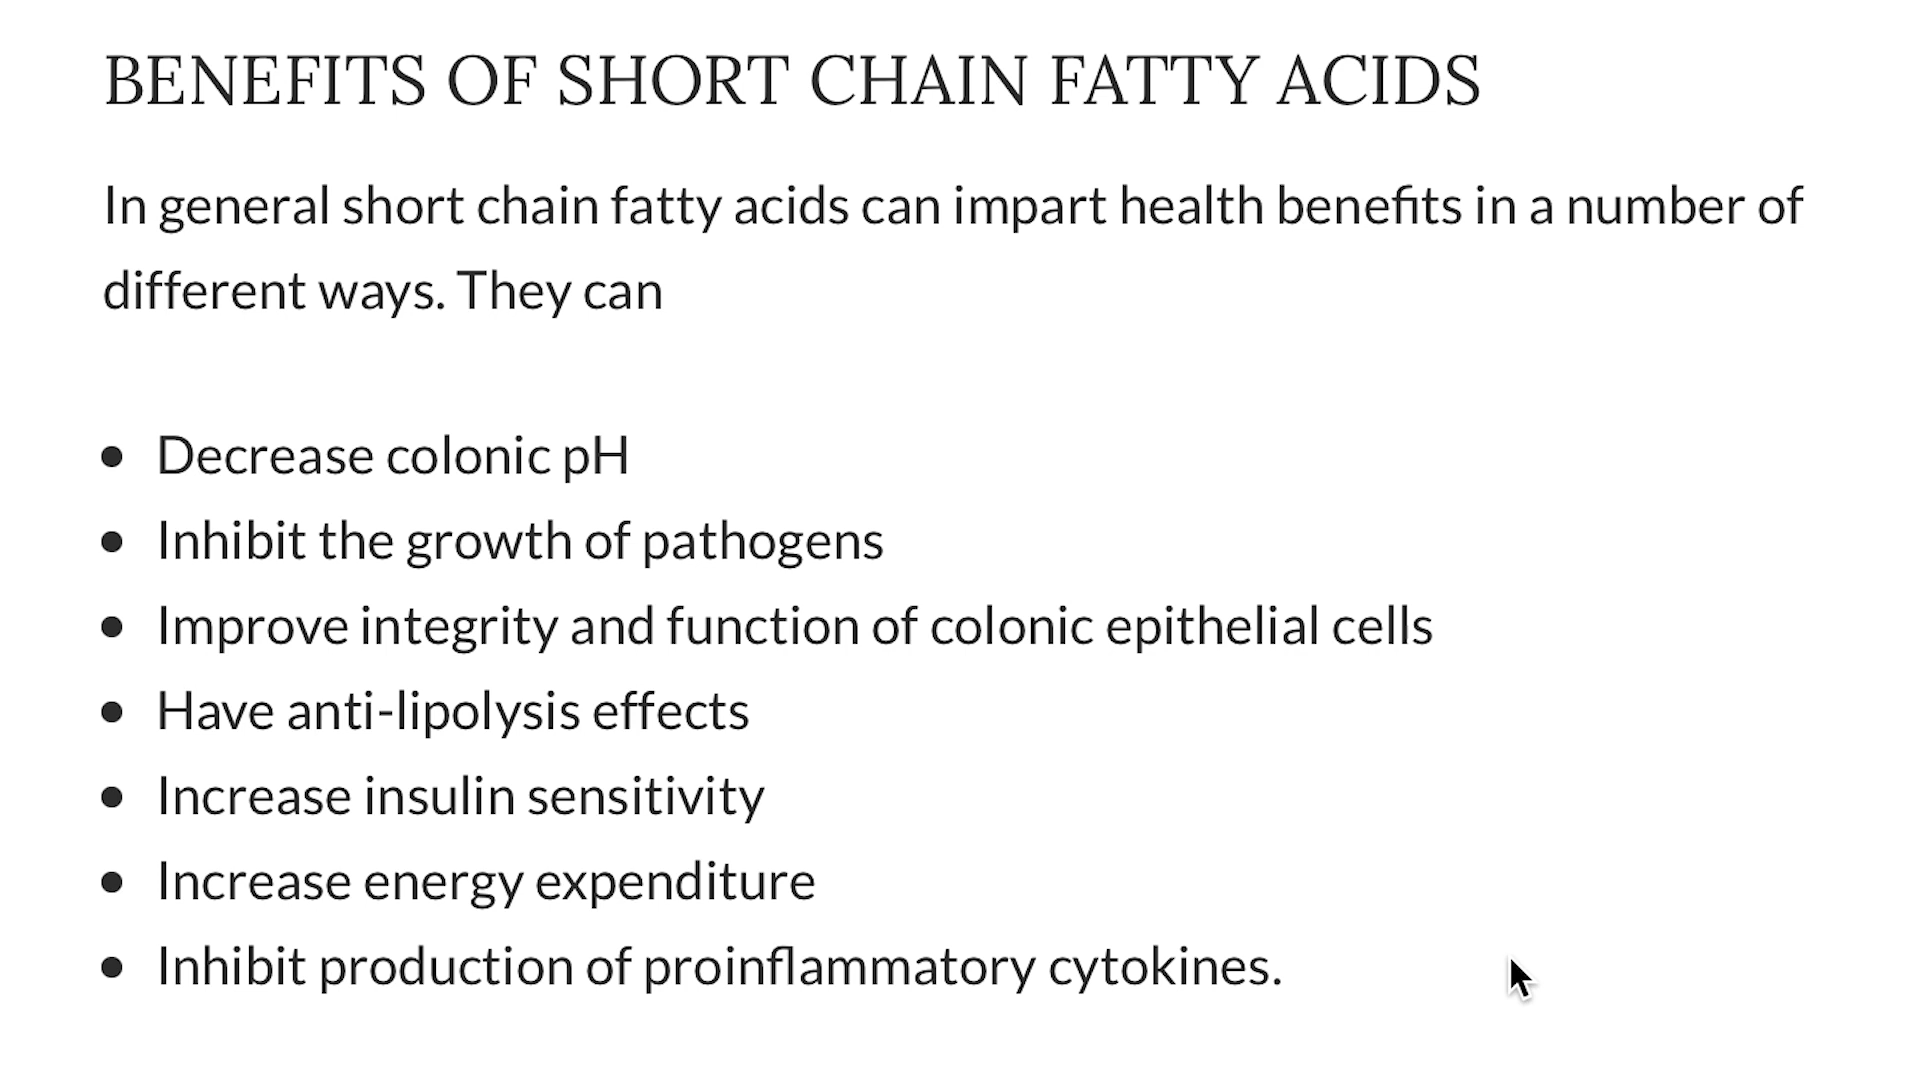 BENEFITS OF SHORT CHAIN FATTY ACIDS
In general short chain fatty acids can impart health benefits in a number of
different ways. They can
• Decrease colonic pH
• Inhibit the growth of pathogens
• Improve integrity and function of colonic epithelial cells
• Have anti-lipolysis effects
• Increase insulin sensitivity
• Increase energy expenditure
• Inhibit production of proinflammatory cytokines.